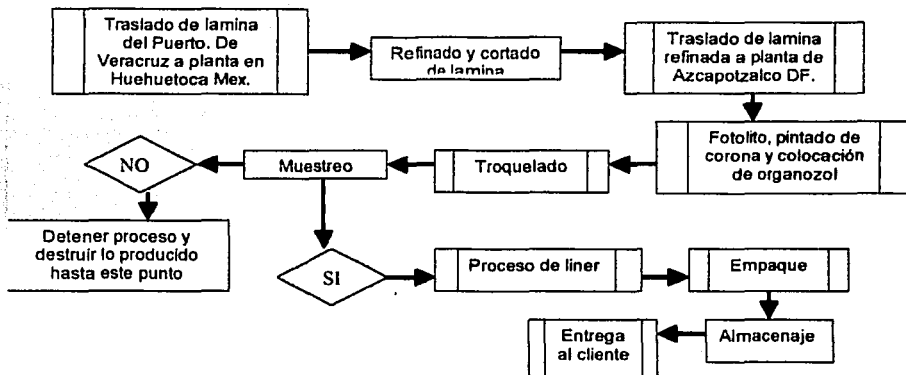 Traslado de lamina
del Puerto. De
Veracruz a planta en
Huehuetoca Mex.
Refinado y cortado
de lamina
Traslado de lamina
refinada a planta de
Azcapotzalco DF.
Fotolito, pintado de
corona y colocación
de organozol
Troquelado
Muestreo
NO
Detener proceso y
destruir lo producido
hasta este punto
SI
Proceso de liner
Empaque
Almacenaje
Entrega
al cliente